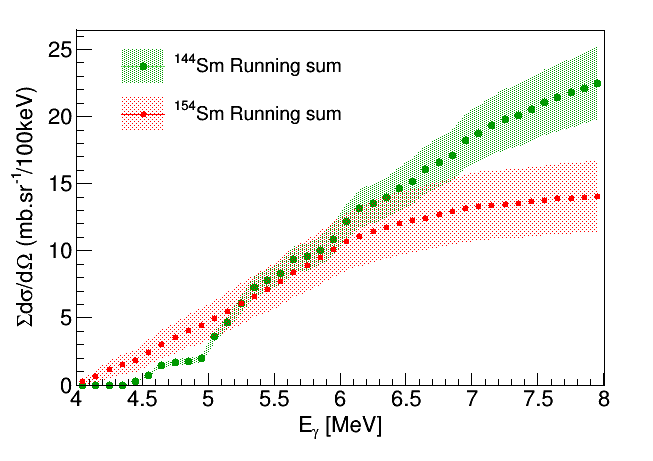 25
20
15
10
5
0
Σdσ/dΩ (mb.sr⁻¹/100keV)
¹⁴⁴Sm Running sum
¹⁵⁴Sm Running sum
4 4.5 5 5.5 6 6.5 7 7.5 8
Eᵧ [MeV]